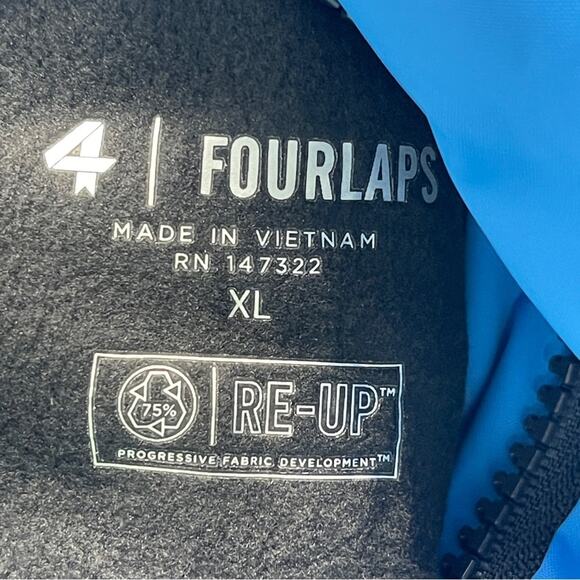 4 | FOURLAPS
MADE IN VIETNAM
RN 147322
XL
75% | RE-UP™
PROGRESSIVE FABRIC DEVELOPMENT™